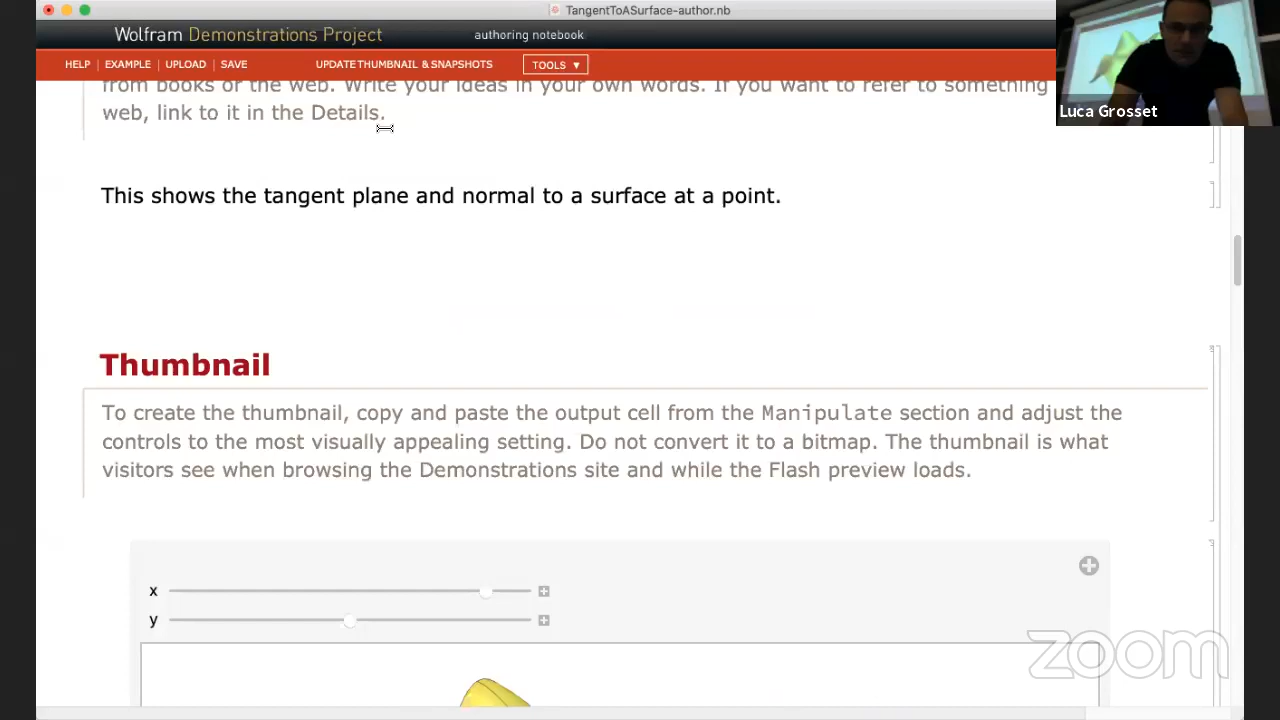 TangentToASurface-author.nb
Wolfram Demonstrations Project
authoring notebook
HELP | EXAMPLE | UPLOAD | SAVE
UPDATE THUMBNAIL & SNAPSHOTS
TOOLS ▼
from books or the web. Write your ideas in your own words. If you want to refer to something
web, link to it in the Details.
Luca Grosset
This shows the tangent plane and normal to a surface at a point.
Thumbnail
To create the thumbnail, copy and paste the output cell from the Manipulate section and adjust the
controls to the most visually appealing setting. Do not convert it to a bitmap. The thumbnail is what
visitors see when browsing the Demonstrations site and while the Flash preview loads.
x
y
zoom